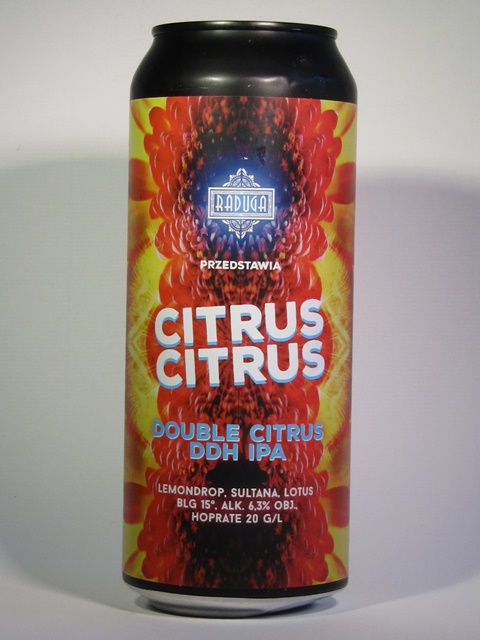 RADUGA
PRZEDSTAWIA
CITRUS
CITRUS
DOUBLE CITRUS
DDH IPA
LEMONDROP, SULTANA, LOTUS
BLG 15°, ALK. 6,3% OBJ.,
HOPRATE 20 G/L